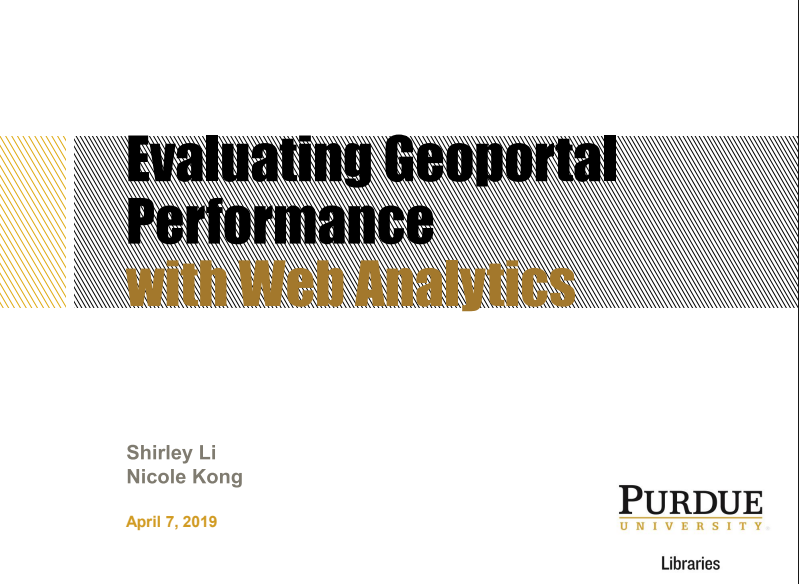 Evaluating Geoportal
Performance
with Web Analytics
Shirley Li
Nicole Kong
April 7, 2019
PURDUE
UNIVERSITY
Libraries